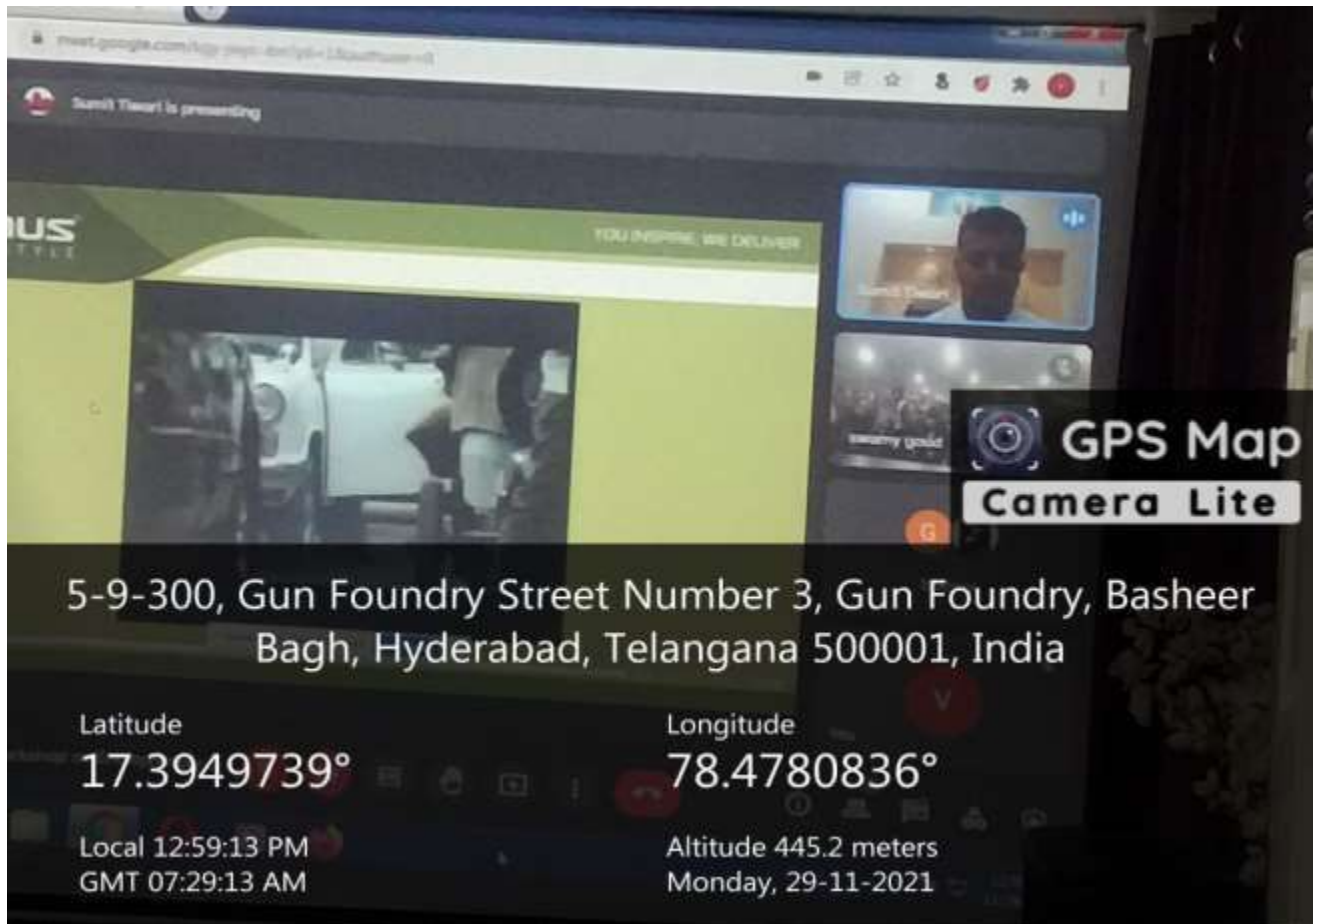 Sumit Tiwari is presenting
YOU INSPIRE, WE DELIVER
swamy goud
GPS Map
Camera Lite
G
5-9-300, Gun Foundry Street Number 3, Gun Foundry, Basheer
Bagh, Hyderabad, Telangana 500001, India
V
Latitude
17.3949739°
Longitude
78.4780836°
Local 12:59:13 PM
GMT 07:29:13 AM
Altitude 445.2 meters
Monday, 29-11-2021